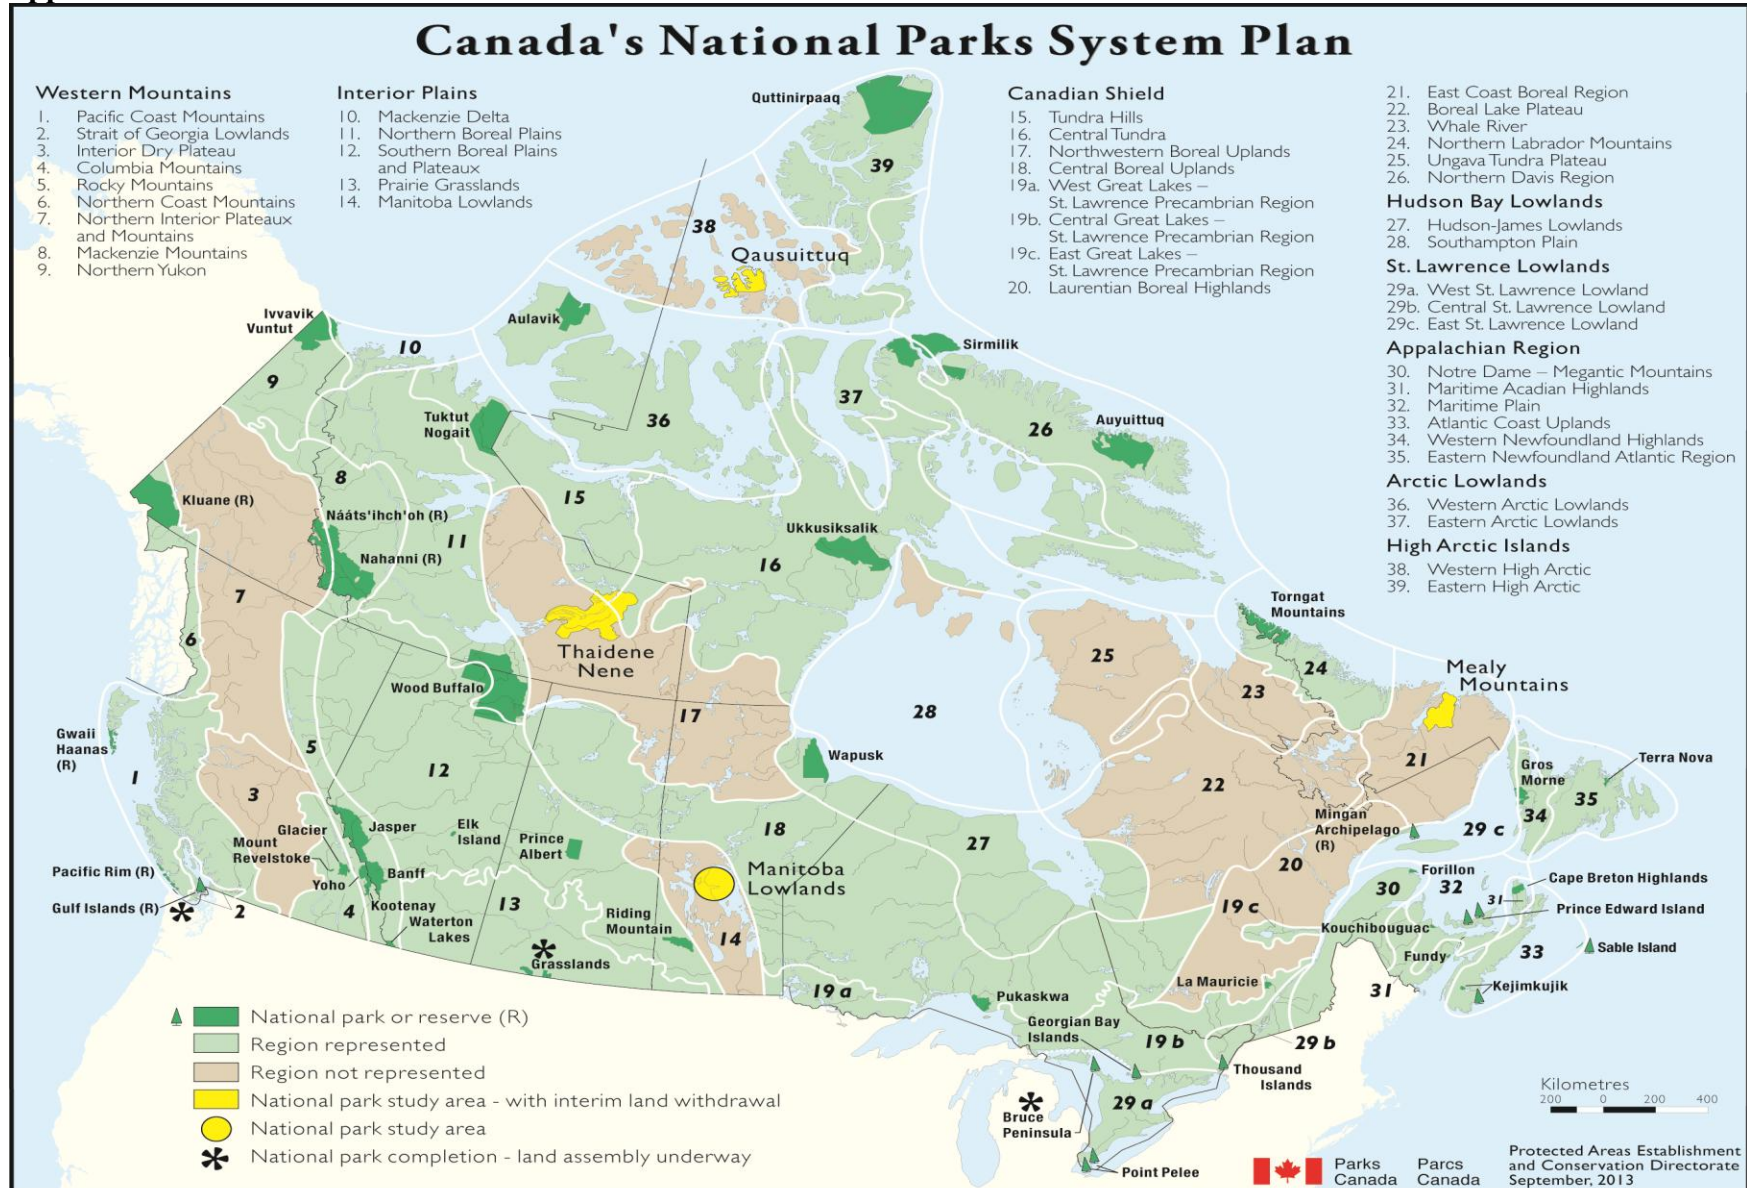 Canada's National Parks System Plan
Western Mountains
1. Pacific Coast Mountains
2. Strait of Georgia Lowlands
3. Interior Dry Plateau
4. Columbia Mountains
5. Rocky Mountains
6. Northern Coast Mountains
7. Northern Interior Plateaux
and Mountains
8. Mackenzie Mountains
9. Northern Yukon
Interior Plains
10. Mackenzie Delta
11. Northern Boreal Plains
12. Southern Boreal Plains
and Plateaux
13. Prairie Grasslands
14. Manitoba Lowlands
Canadian Shield
15. Tundra Hills
16. Central Tundra
17. Northwestern Boreal Uplands
18. Central Boreal Uplands
19a. West Great Lakes –
St. Lawrence Precambrian Region
19b. Central Great Lakes –
St. Lawrence Precambrian Region
19c. East Great Lakes –
St. Lawrence Precambrian Region
20. Laurentian Boreal Highlands
21. East Coast Boreal Region
22. Boreal Lake Plateau
23. Whale River
24. Northern Labrador Mountains
25. Ungava Tundra Plateau
26. Northern Davis Region
Hudson Bay Lowlands
27. Hudson-James Lowlands
28. Southampton Plain
St. Lawrence Lowlands
29a. West St. Lawrence Lowland
29b. Central St. Lawrence Lowland
29c. East St. Lawrence Lowland
Appalachian Region
30. Notre Dame – Megantic Mountains
31. Maritime Acadian Highlands
32. Maritime Plain
33. Atlantic Coast Uplands
34. Western Newfoundland Highlands
35. Eastern Newfoundland Atlantic Region
Arctic Lowlands
36. Western Arctic Lowlands
37. Eastern Arctic Lowlands
High Arctic Islands
38. Western High Arctic
39. Eastern High Arctic
Quttinirpaaq
39
38
Qausuittuq
Ivvavik
Vuntut
Aulavik
10
Sirmilik
9
37
Tuktut
Nogait
36
26
Auyuittuq
8
Kluane (R)
15
Nááts'ihch'oh (R)
Ukkusiksalik
11
Nahanni (R)
16
7
Torngat
Mountains
6
Thaidene
Nene
25
24
Mealy
Mountains
Wood Buffalo
23
17
28
Gwaii
Haanas
(R)
5
Wapusk
Terra Nova
1
12
21
Gros
Morne
3
22
35
Mingan
Archipelago
(R)
34
Glacier
Jasper
Elk
Island
18
29 c
Mount
Revelstoke
Prince
Albert
27
20
Forillon
Pacific Rim (R)
Yoho
Banff
Manitoba
Lowlands
30
32
Cape Breton Highlands
Gulf Islands (R)
2
4
Kootenay
13
31
Prince Edward Island
Waterton
Lakes
Riding
Mountain
14
19 c
Kouchibouguac
33
Sable Island
Grasslands
Fundy
19 a
Pukaskwa
La Mauricie
31
Kejimkujik
Georgian Bay
Islands
19 b
29 b
Thousand
Islands
29 a
Bruce
Peninsula
Point Pelee
National park or reserve (R)
Region represented
Region not represented
National park study area - with interim land withdrawal
National park study area
National park completion - land assembly underway
Kilometres
200 0 200 400
Parks
Canada
Parcs
Canada
Protected Areas Establishment
and Conservation Directorate
September, 2013